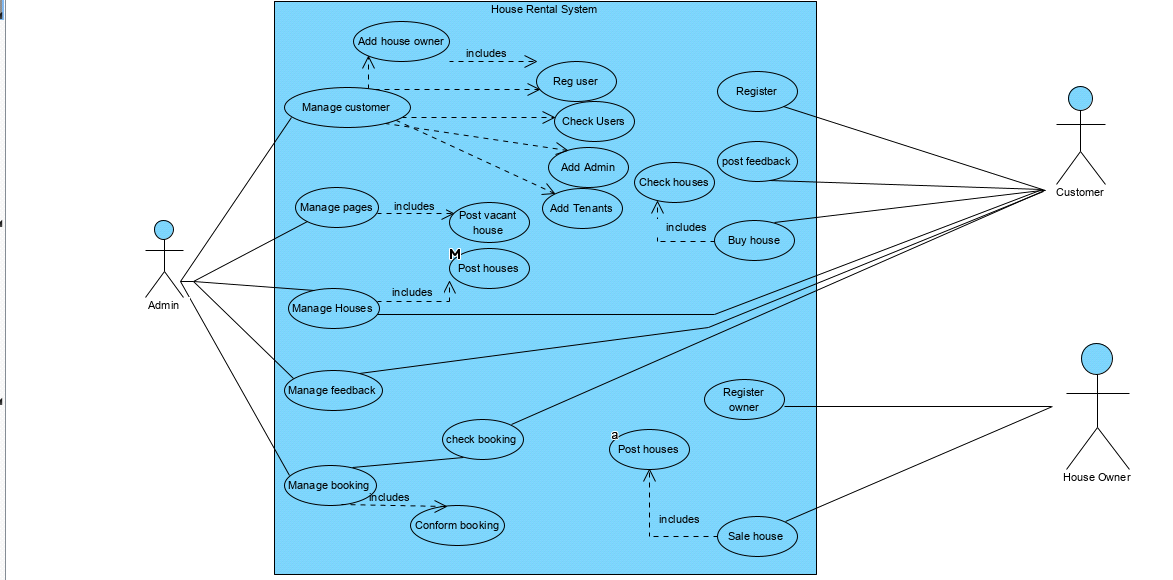 House Rental System
Add house owner
includes
Reg user
Manage customer
Check Users
Add Admin
Add Tenants
Register
post feedback
Check houses
includes
Buy house
Customer
Manage pages
includes
Post vacant
house
M
Post houses
Admin
Manage Houses
includes
Manage feedback
check booking
Manage booking
includes
Conform booking
Register
owner
a
Post houses
includes
Sale house
House Owner